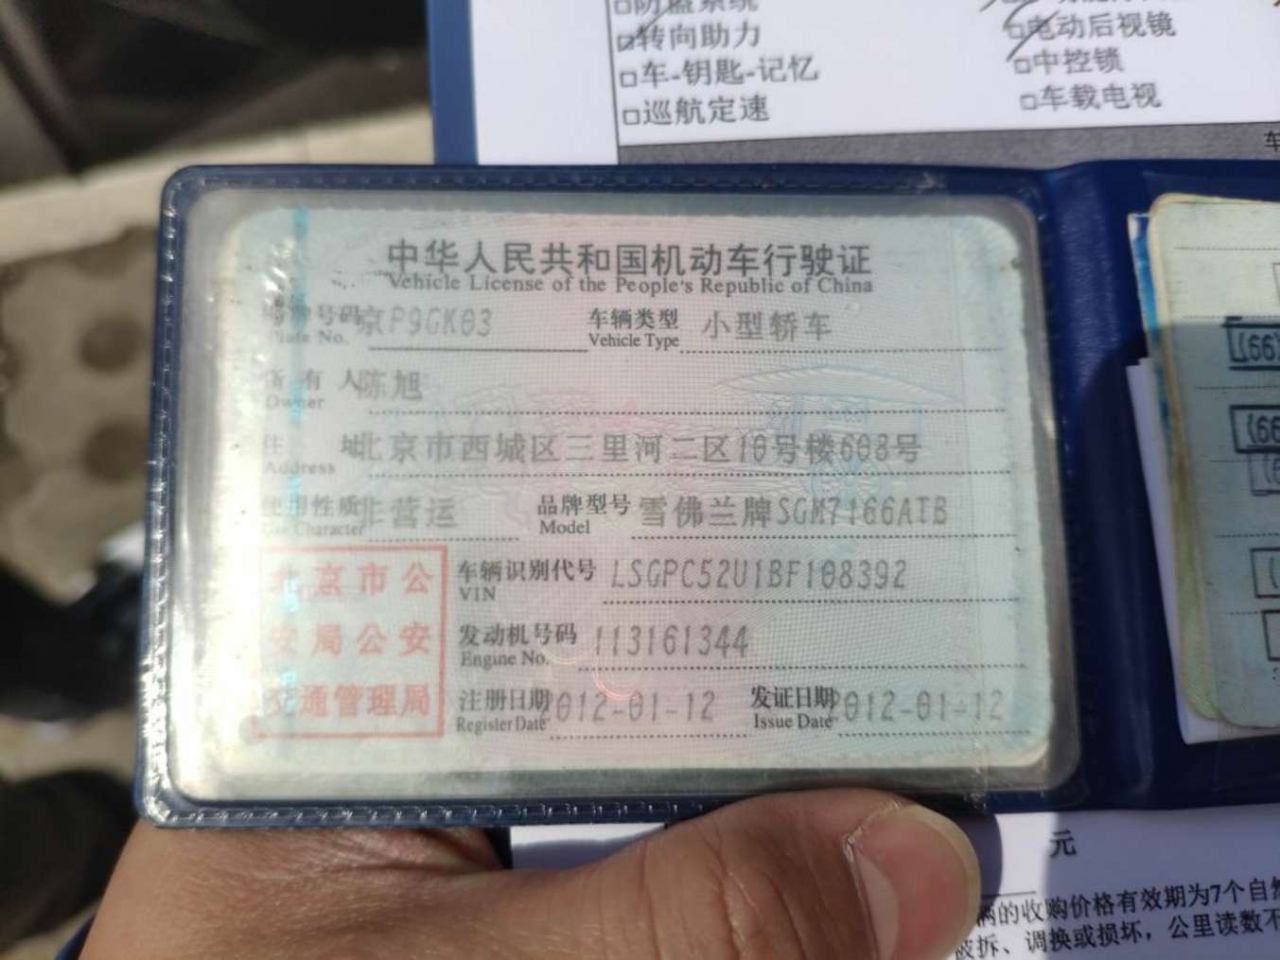 □防盗系统
□转向助力
□电动后视镜
□车-钥匙-记忆
□中控锁
□巡航定速
□车载电视
车
中华人民共和国机动车行驶证
Vehicle License of the People's Republic of China
号码 京P9GK03 车辆类型 小型轿车
Plate No. Vehicle Type
所有人 陈旭
Owner
住 址 北京市西城区三里河二区10号楼608号
Address
使用性质 非营运 品牌型号 雪佛兰牌SGM7166ATB
Use Character Model
北京市公
安局公安
交通管理局
车辆识别代号 LSGPC52U1BF108392
VIN
发动机号码 113161344
Engine No.
注册日期 012-01-12 发证日期 012-01-12
Register Date Issue Date
(66)
(66
元
辆的收购价格有效期为7个自然
拆、调换或损坏，公里读数不